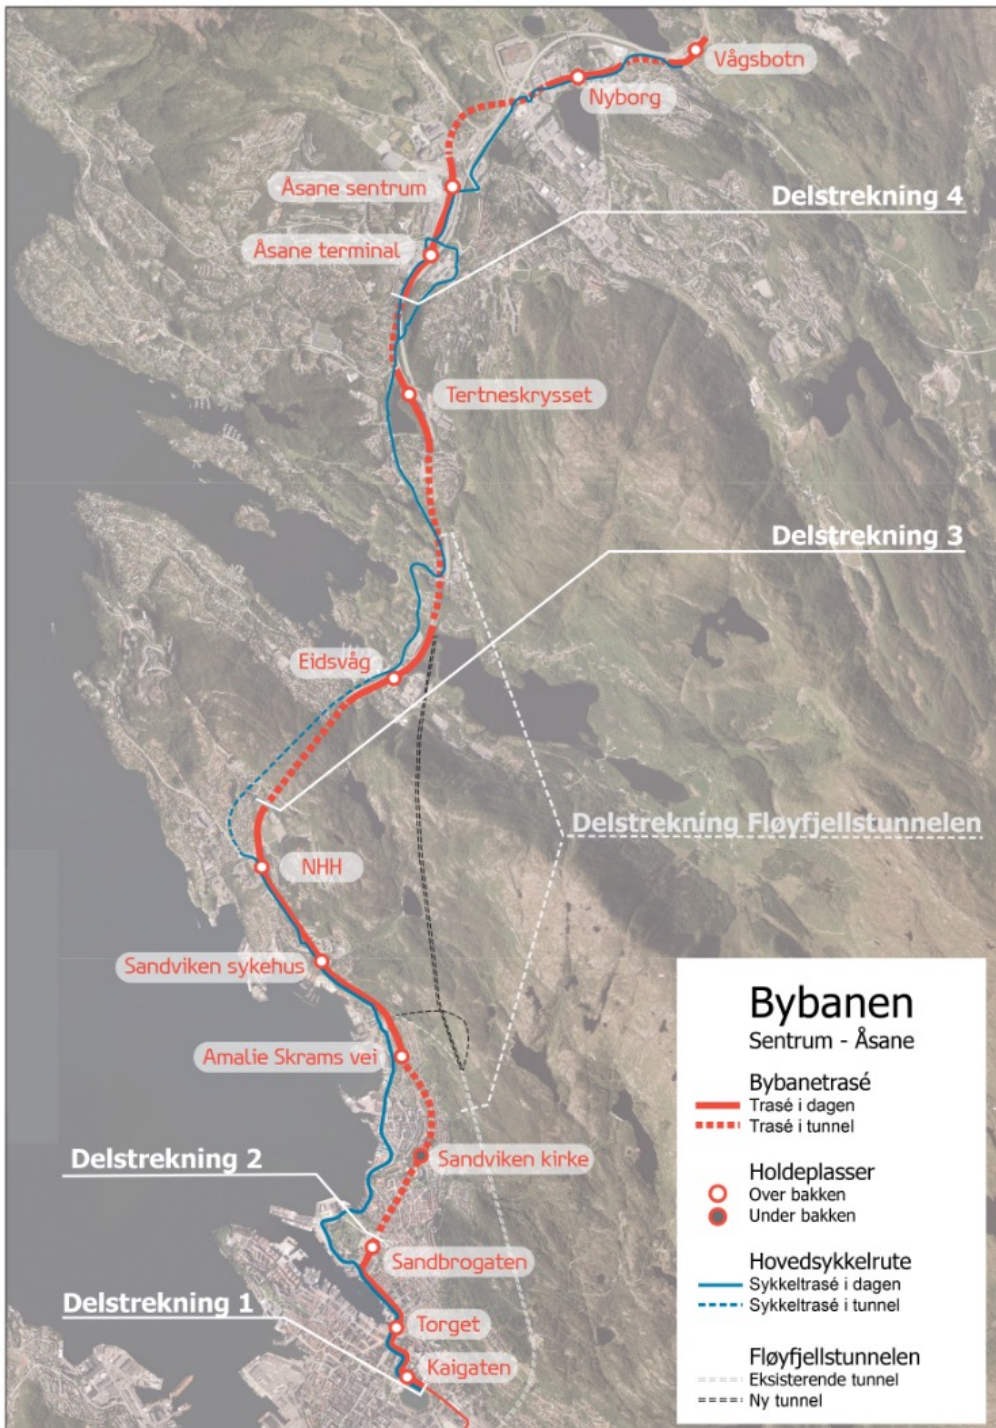 Vågsbotn
Nyborg
Åsane sentrum
Delstrekning 4
Åsane terminal
Tertneskrysset
Delstrekning 3
Eidsvåg
Delstrekning Fløyfjellstunnelen
NHH
Sandviken sykehus
Amalie Skrams vei
Delstrekning 2
Sandviken kirke
Sandbrogaten
Delstrekning 1
Torget
Kaigaten
Bybanen
Sentrum - Åsane
Bybanetrasé
Trasé i dagen
Trasé i tunnel
Holdeplasser
Over bakken
Under bakken
Hovedsykkelrute
Sykkeltrasé i dagen
Sykkeltrasé i tunnel
Fløyfjellstunnelen
Eksisterende tunnel
Ny tunnel